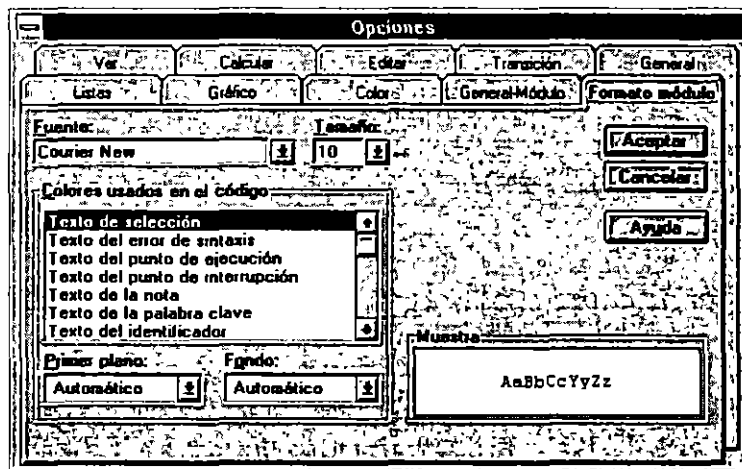 Opciones
Ver Calcular Editar Transición General
Listas Gráfico Color General-Módulo Formato módulo
Fuente: Tamaño:
Courier New 10
Aceptar
Cancelar
Ayuda
Colores usados en el código
Texto de selección
Texto del error de sintaxis
Texto del punto de ejecución
Texto del punto de interrupción
Texto de la nota
Texto de la palabra clave
Texto del identificador
Primer plano: Fondo:
Automático Automático
Muestra
AaBbCcYyZz